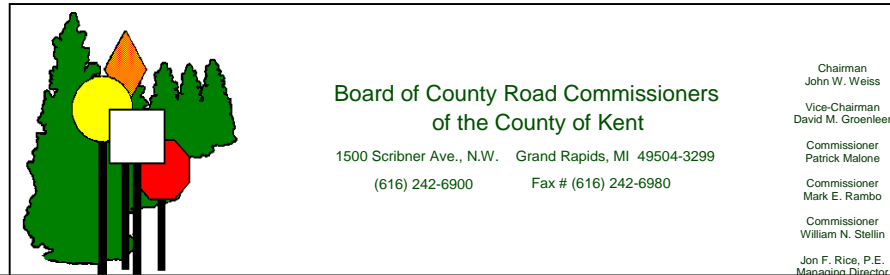 Board of County Road Commissioners
of the County of Kent
1500 Scribner Ave., N.W. Grand Rapids, MI 49504-3299
(616) 242-6900 Fax # (616) 242-6980
Chairman
John W. Weiss
Vice-Chairman
David M. Groenleer
Commissioner
Patrick Malone
Commissioner
Mark E. Rambo
Commissioner
William N. Stellin
Jon F. Rice, P.E.
Managing Director